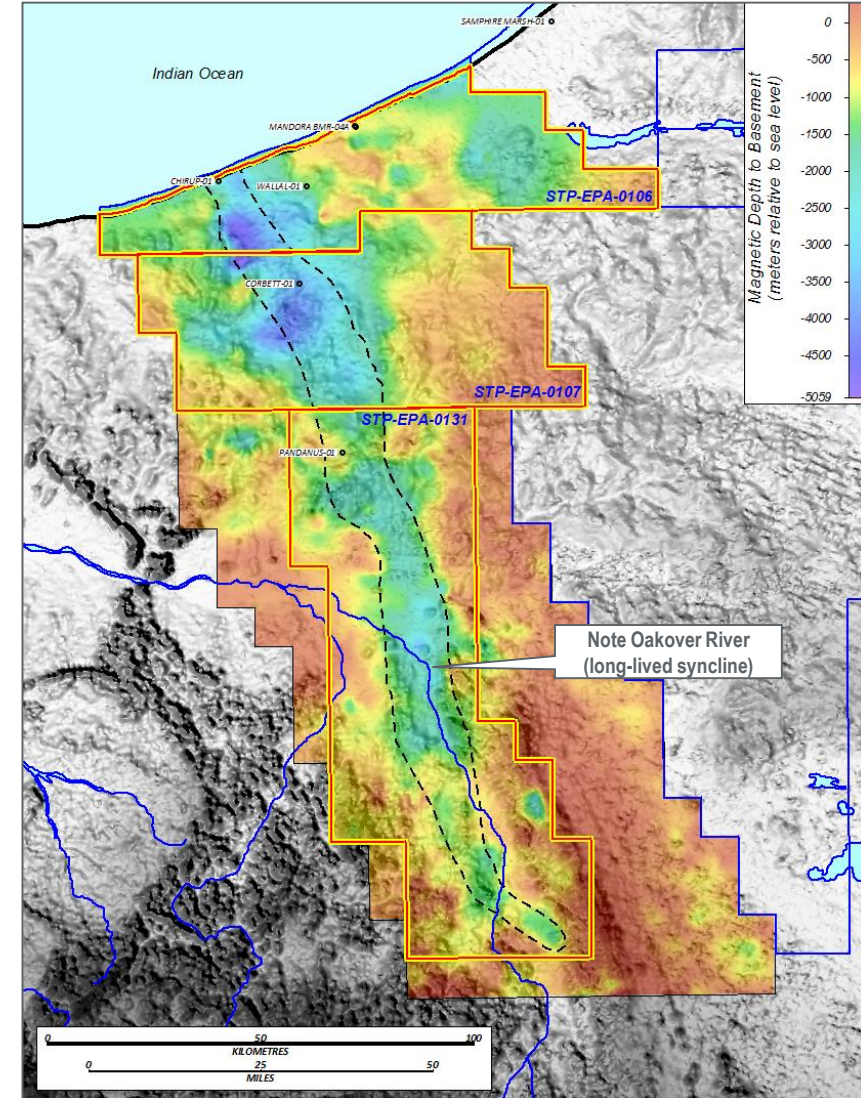 SAMPHIRE MARSH-01
Indian Ocean
MANDORA BMR-04A
CHIRUP-01
WALLAL-01
STP-EPA-0106
CORBETT-01
STP-EPA-0107
STP-EPA-0131
PANDANUS-01
Note Oakover River
(long-lived syncline)
Magnetic Depth to Basement
(meters relative to sea level)
0
-500
-1000
-1500
-2000
-2500
-3000
-3500
-4000
-4500
-5059
0 50 100
KILOMETRES
0 25 50
MILES